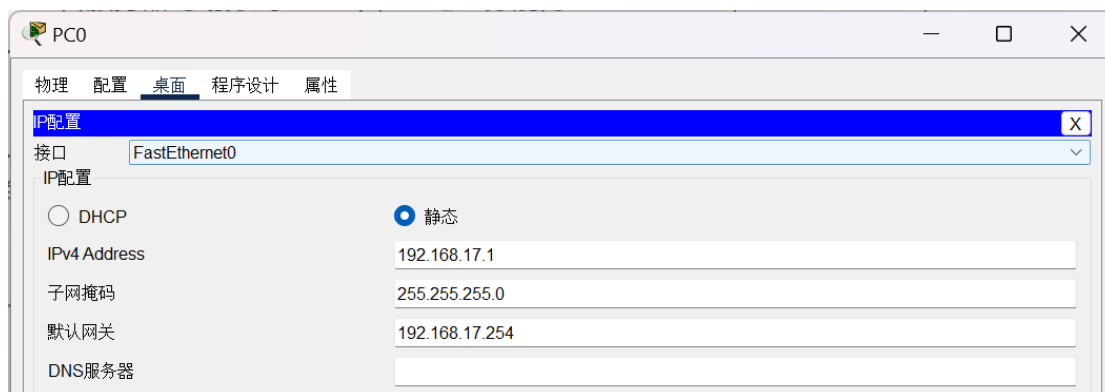 PC0
物理 配置 桌面 程序设计 属性
IP配置 X
接口 FastEthernet0
IP配置
DHCP 静态
IPv4 Address 192.168.17.1
子网掩码 255.255.255.0
默认网关 192.168.17.254
DNS服务器